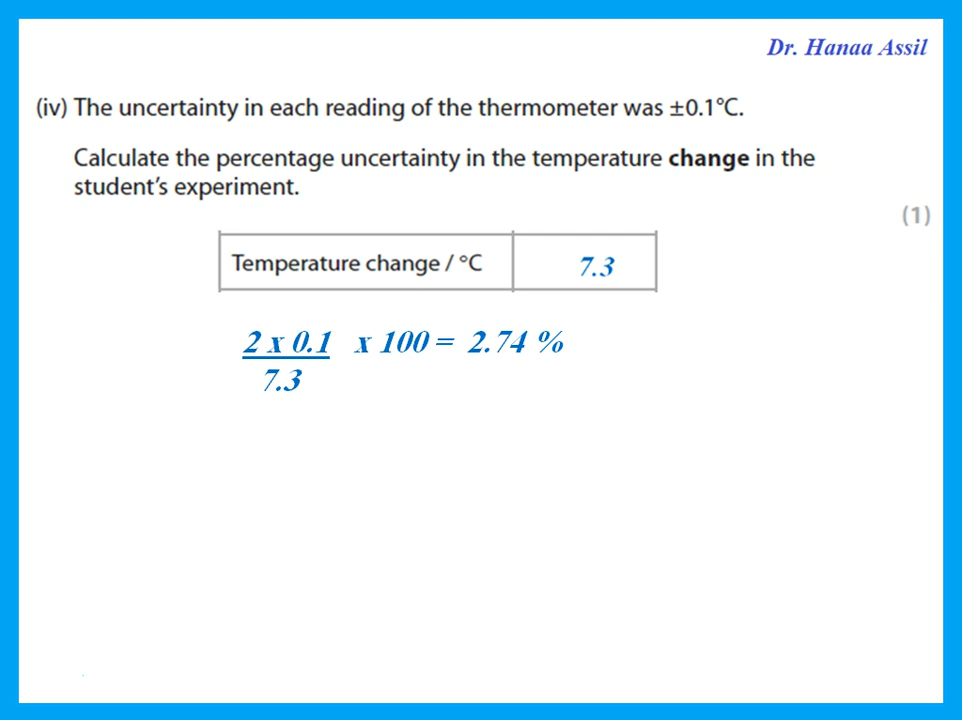 Dr. Hanaa Assil
(iv) The uncertainty in each reading of the thermometer was ±0.1°C.
Calculate the percentage uncertainty in the temperature change in the
student's experiment.
(1)
Temperature change / °C 7.3
2 x 0.1 x 100 = 2.74 %
7.3